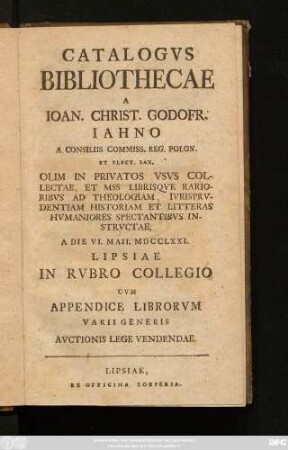 CATALOGVS
BIBLIOTHECAE
A
IOAN. CHRIST. GODOFR.
IAHNO
A CONSILIIS COMMISS. REG. POLON.
ET ELECT. SAX.
OLIM IN PRIVATOS VSVS COL-
LECTAE, ET MSS LIBRISQVE RARIO-
RIBVS AD THEOLOGIAM, IVRISPRV-
DENTIAM HISTORIAM ET LITTERAS
HVMANIORES SPECTANTIBVS IN-
STRVCTAE,
A DIE VI. MAII. MDCCLXXI.
LIPSIAE
IN RVBRO COLLEGIO
CVM
APPENDICE LIBRORVM
VARII GENERIS
AVCTIONIS LEGE VENDENDAE.
LIPSIAE,
EX OFFICINA LOEPERIA.